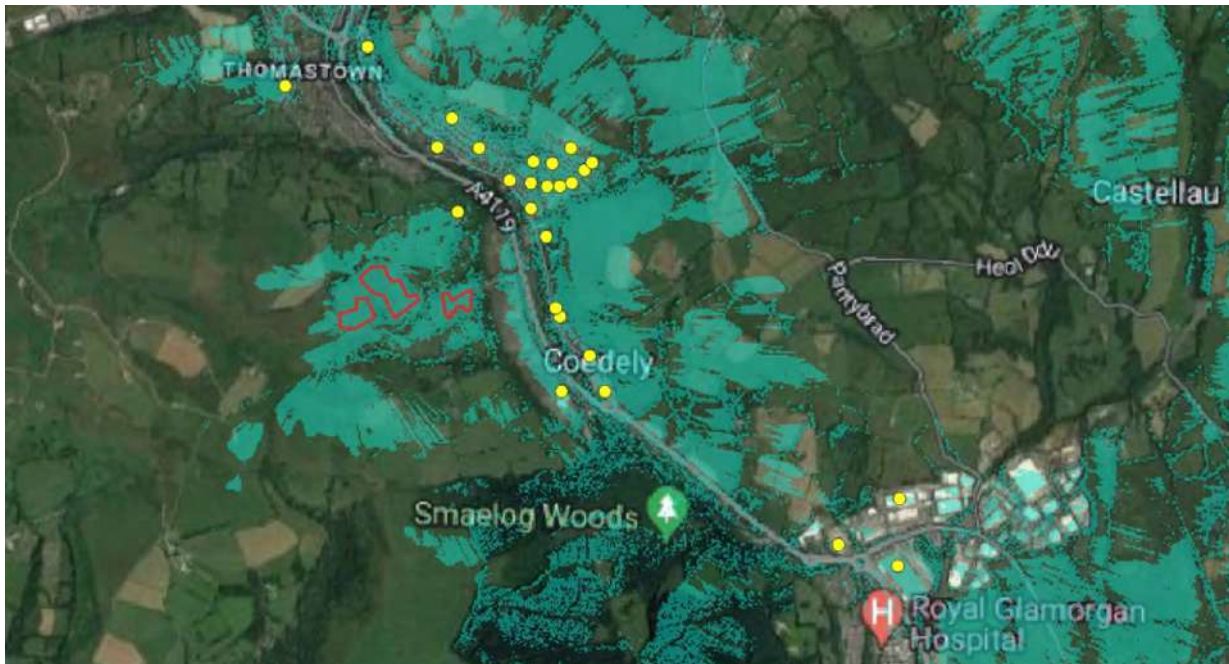 THOMASTOWN
A4119
Castellau
Heol Ddu
Pantybrad
Coedely
Smaelog Woods
H
Royal Glamorgan
Hospital